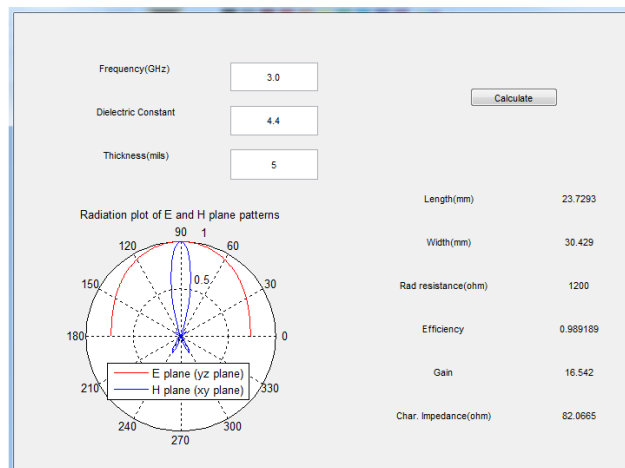 Frequency(GHz)
3.0
Dielectric Constant
4.4
Thickness(mils)
5
Calculate
Radiation plot of E and H plane patterns
90 1
120 60
0.5
150 30
180 0
E plane (yz plane)
H plane (xy plane)
210 330
240 300
270
Length(mm) 23.7293
Width(mm) 30.429
Rad resistance(ohm) 1200
Efficiency 0.989189
Gain 16.542
Char. Impedance(ohm) 82.0665